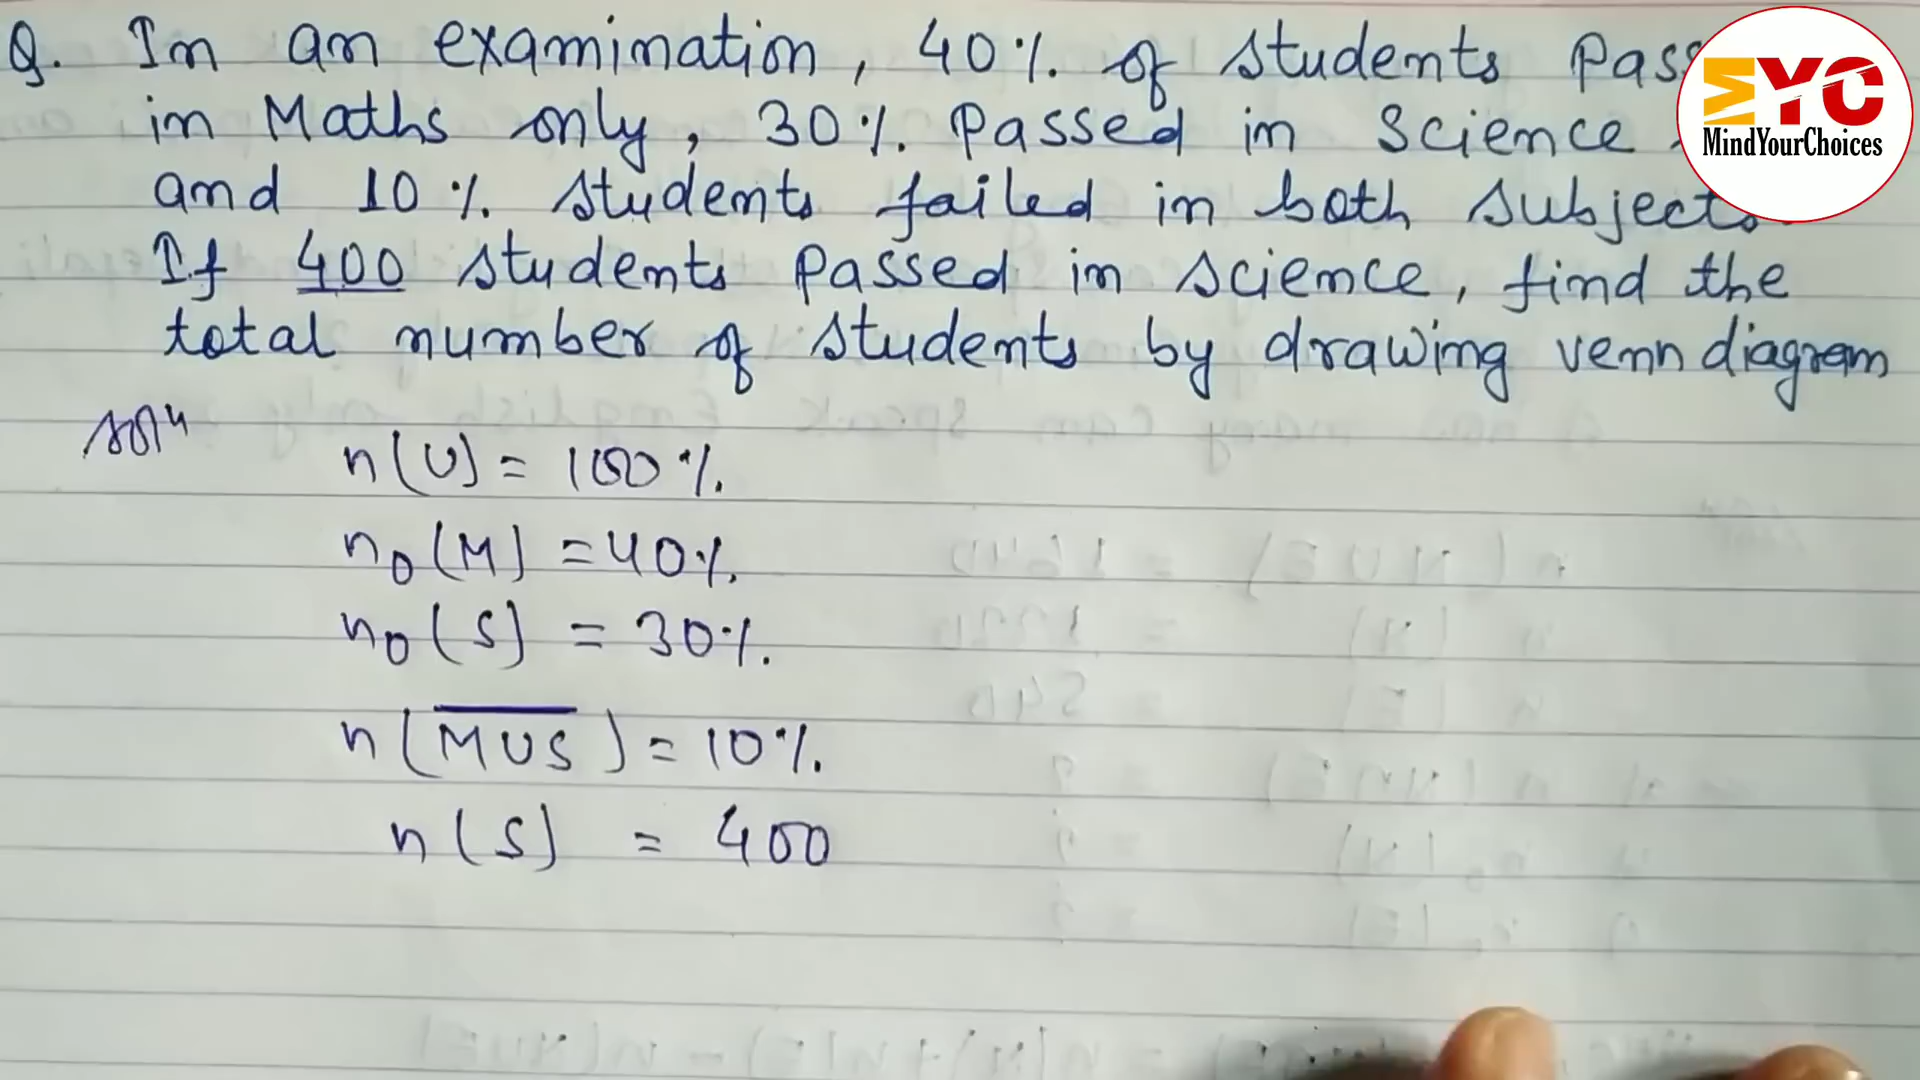 Q. In an examination, 40%. of students Pass
in Maths only, 30%. Passed in Science
and 10%. students failed in both subjects
If 400 students Passed in science, find the
total number of students by drawing venn diagram
soln
n(U) = 100%.
n₀(M) = 40%.
n₀(S) = 30%.
n(M̅U̅S̅) = 10%.
n(S) = 400
MYC
MindYourChoices